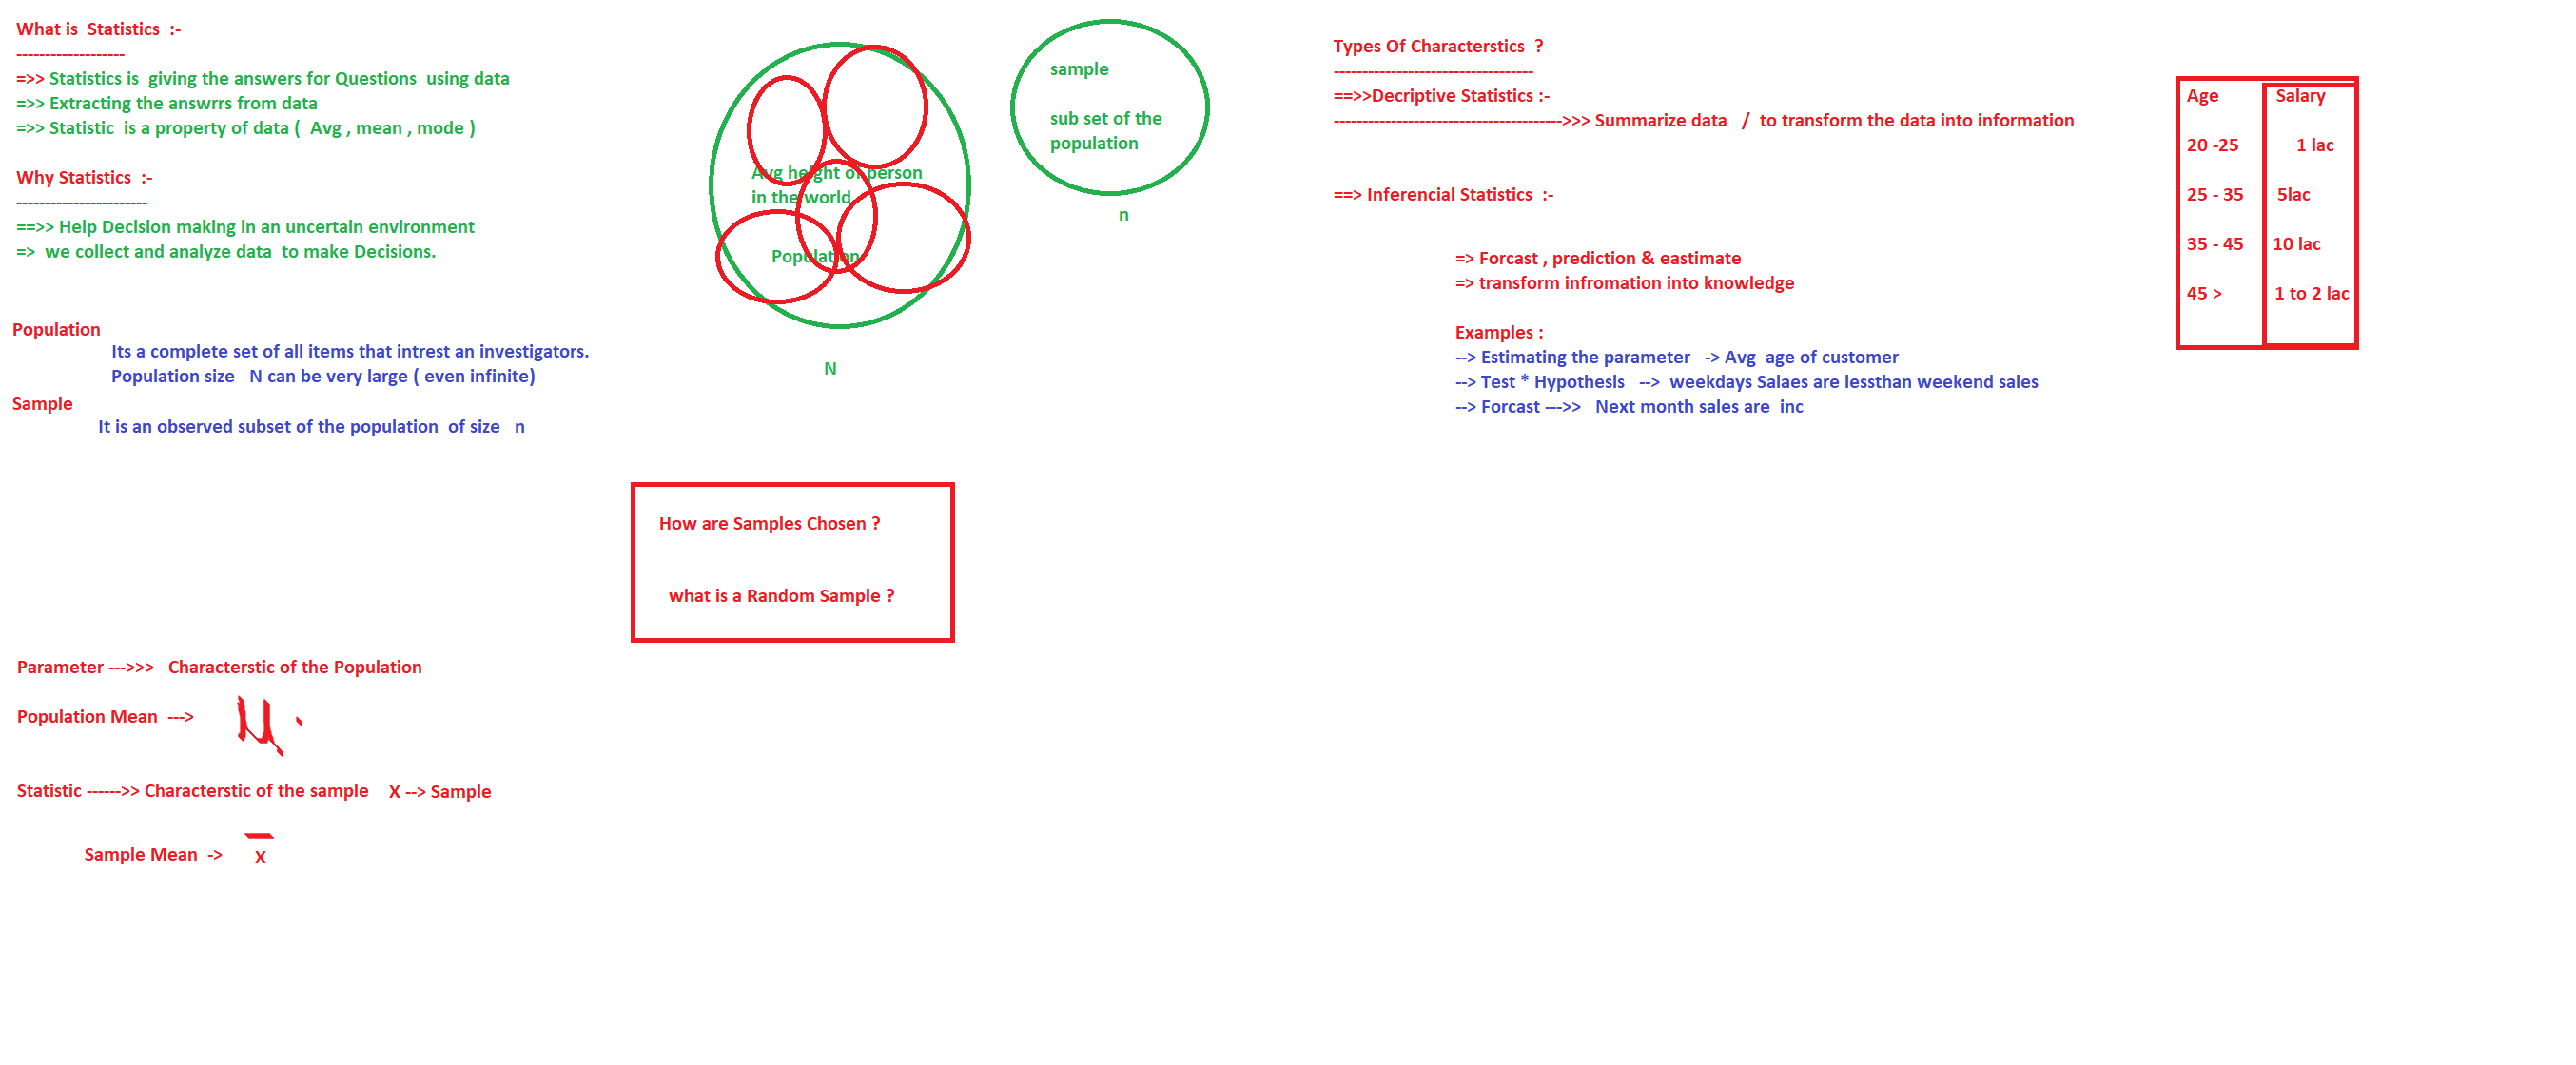 What is  Statistics  :-
-------------------
=>> Statistics is  giving the answers for Questions  using data
=>> Extracting the answrrs from data
=>> Statistic  is a property of data (  Avg , mean , mode )
Why Statistics  :-
-----------------------
==>> Help Decision making in an uncertain environment
=>  we collect and analyze data  to make Decisions.
Population
Its a complete set of all items that intrest an investigators.
Population size   N can be very large ( even infinite)
Sample
It is an observed subset of the population  of size   n
Avg height of person
in the world
Population
N
sample
sub set of the
population
n
How are Samples Chosen ?
what is a Random Sample ?
Parameter --->>>   Characterstic of the Population
Population Mean  --->   μ
Statistic ------>> Characterstic of the sample    X --> Sample
Sample Mean  ->   x̄
Types Of Characterstics  ?
-----------------------------------
==>>Decriptive Statistics :-
---------------------------------------->>> Summarize data   /  to transform the data into information
==> Inferencial Statistics  :-
=> Forcast , prediction & eastimate
=> transform infromation into knowledge
Examples :
--> Estimating the parameter   -> Avg  age of customer
--> Test * Hypothesis   -->  weekdays Salaes are lessthan weekend sales
--> Forcast --->>   Next month sales are  inc
Age   Salary
20 -25   1 lac
25 - 35   5lac
35 - 45   10 lac
45 >   1 to 2 lac